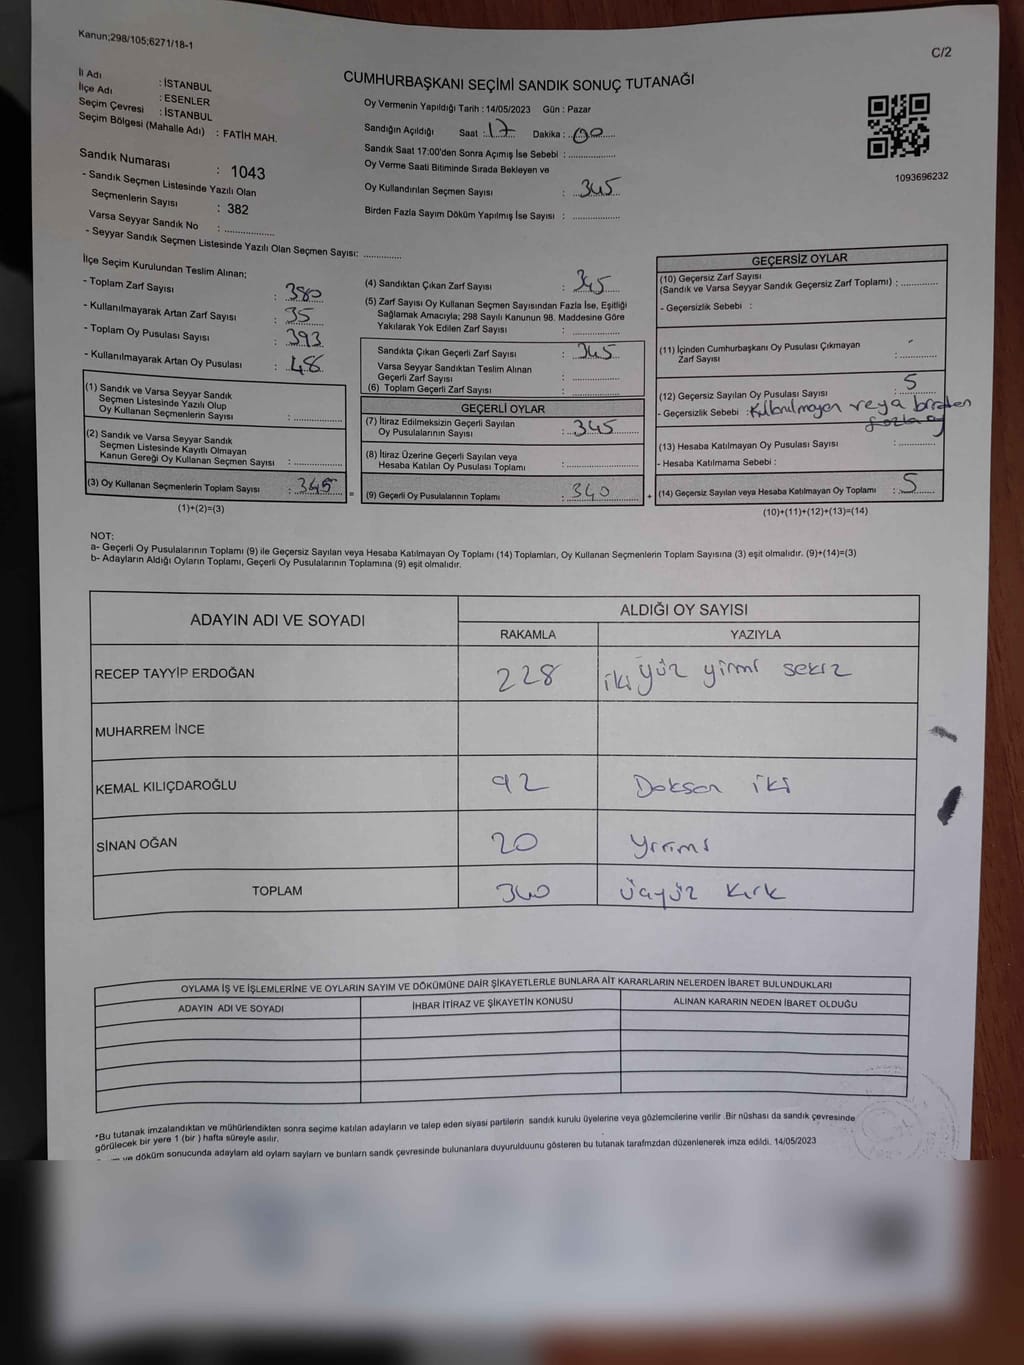 Kanun;298/105;6271/18-1
C/2
CUMHURBAŞKANI SEÇİMİ SANDIK SONUÇ TUTANAĞI
İl Adı : İSTANBUL
İlçe Adı : ESENLER
Seçim Çevresi : İSTANBUL
Seçim Bölgesi (Mahalle Adı) : FATİH MAH.
Sandık Numarası : 1043
- Sandık Seçmen Listesinde Yazılı Olan
Seçmenlerin Sayısı : 382
Varsa Seyyar Sandık No : ................
- Seyyar Sandık Seçmen Listesinde Yazılı Olan Seçmen Sayısı: ............
Oy Vermenin Yapıldığı Tarih : 14/05/2023 Gün : Pazar
Sandığın Açıldığı Saat : 17 Dakika : 00
Sandık Saat 17:00'den Sonra Açımış İse Sebebi : ................
Oy Verme Saati Bitiminde Sırada Bekleyen ve
Oy Kullandırılan Seçmen Sayısı : 345
Birden Fazla Sayım Döküm Yapılmış İse Sayısı : ................
1093696232
İlçe Seçim Kurulundan Teslim Alınan;
- Toplam Zarf Sayısı : 380
- Kullanılmayarak Artan Zarf Sayısı : 35
- Toplam Oy Pusulası Sayısı : 393
- Kullanılmayarak Artan Oy Pusulası : 48
(1) Sandık ve Varsa Seyyar Sandık
Seçmen Listesinde Yazılı Olup
Oy Kullanan Seçmenlerin Sayısı : ................
(2) Sandık ve Varsa Seyyar Sandık
Seçmen Listesinde Kayıtlı Olmayan
Kanun Gereği Oy Kullanan Seçmen Sayısı : ................
(3) Oy Kullanan Seçmenlerin Toplam Sayısı : 345 =
(1)+(2)=(3)
(4) Sandıktan Çıkan Zarf Sayısı : 345
(5) Zarf Sayısı Oy Kullanan Seçmen Sayısından Fazla İse, Eşitliği
Sağlamak Amacıyla; 298 Sayılı Kanunun 98. Maddesine Göre
Yakılarak Yok Edilen Zarf Sayısı : ................
Sandıkta Çıkan Geçerli Zarf Sayısı : 345
Varsa Seyyar Sandıktan Teslim Alınan
Geçerli Zarf Sayısı : ................
(6) Toplam Geçerli Zarf Sayısı : ................
GEÇERLİ OYLAR
(7) İtiraz Edilmeksizin Geçerli Sayılan
Oy Pusulalarının Sayısı : 345
(8) İtiraz Üzerine Geçerli Sayılan veya
Hesaba Katılan Oy Pusulası Toplamı : ................
(9) Geçerli Oy Pusulalarının Toplamı : 340 +
GEÇERSİZ OYLAR
(10) Geçersiz Zarf Sayısı
(Sandık ve Varsa Seyyar Sandık Geçersiz Zarf Toplamı) : ............
- Geçersizlik Sebebi :
(11) İçinden Cumhurbaşkanı Oy Pusulası Çıkmayan
Zarf Sayısı : ............
(12) Geçersiz Sayılan Oy Pusulası Sayısı : 5
- Geçersizlik Sebebi : Kullanılmayan veya birden
fazla oy
(13) Hesaba Katılmayan Oy Pusulası Sayısı : ............
- Hesaba Katılmama Sebebi :
(14) Geçersiz Sayılan veya Hesaba Katılmayan Oy Toplamı : 5
(10)+(11)+(12)+(13)=(14)
NOT:
a- Geçerli Oy Pusulalarının Toplamı (9) ile Geçersiz Sayılan veya Hesaba Katılmayan Oy Toplamı (14) Toplamları, Oy Kullanan Seçmenlerin Toplam Sayısına (3) eşit olmalıdır. (9)+(14)=(3)
b- Adayların Aldığı Oyların Toplamı, Geçerli Oy Pusulalarının Toplamına (9) eşit olmalıdır.
ADAYIN ADI VE SOYADI ALDIĞI OY SAYISI
RAKAMLA YAZIYLA
RECEP TAYYİP ERDOĞAN 228 iki yüz yirmi sekiz
MUHARREM İNCE
KEMAL KILIÇDAROĞLU 92 Doksan iki
SİNAN OĞAN 20 Yirmi
TOPLAM 340 üçyüz kırk
OYLAMA İŞ VE İŞLEMLERİNE VE OYLARIN SAYIM VE DÖKÜMÜNE DAİR ŞİKAYETLERLE BUNLARA AİT KARARLARIN NELERDEN İBARET BULUNDUKLARI
ADAYIN ADI VE SOYADI İHBAR İTİRAZ VE ŞİKAYETİN KONUSU ALINAN KARARIN NEDEN İBARET OLDUĞU
*Bu tutanak imzalandıktan ve mühürlendikten sonra seçime katılan adayların ve talep eden siyasi partilerin sandık kurulu üyelerine veya gözlemcilerine verilir .Bir nüshası da sandık çevresinde
görülecek bir yere 1 (bir ) hafta süreyle asılır.
ve döküm sonucunda adaylarn ald oylarn saylarn ve bunlarn sandk çevresinde bulunanlara duyurulduunu gösteren bu tutanak tarafmzdan düzenlenerek imza edildi. 14/05/2023